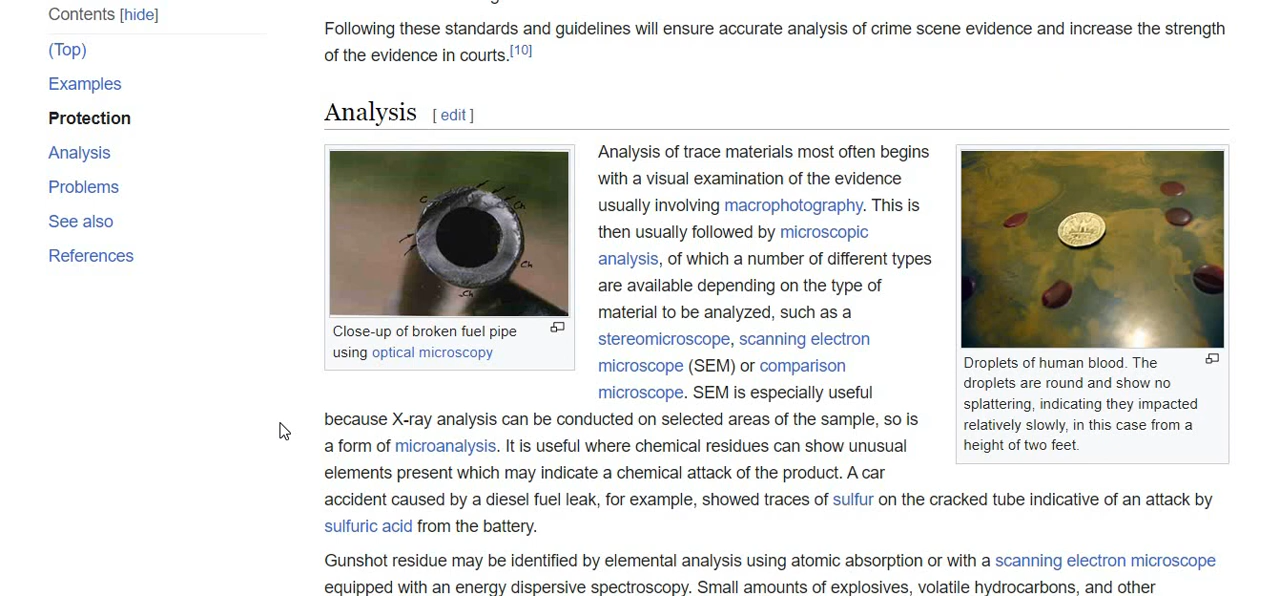 Contents [hide]
(Top)
Examples
Protection
Analysis
Problems
See also
References
Following these standards and guidelines will ensure accurate analysis of crime scene evidence and increase the strength
of the evidence in courts.[10]
Analysis [ edit ]
Close-up of broken fuel pipe
using optical microscopy
Analysis of trace materials most often begins
with a visual examination of the evidence
usually involving macrophotography. This is
then usually followed by microscopic
analysis, of which a number of different types
are available depending on the type of
material to be analyzed, such as a
stereomicroscope, scanning electron
microscope (SEM) or comparison
microscope. SEM is especially useful
because X-ray analysis can be conducted on selected areas of the sample, so is
a form of microanalysis. It is useful where chemical residues can show unusual
elements present which may indicate a chemical attack of the product. A car
accident caused by a diesel fuel leak, for example, showed traces of sulfur on the cracked tube indicative of an attack by
sulfuric acid from the battery.
Droplets of human blood. The
droplets are round and show no
splattering, indicating they impacted
relatively slowly, in this case from a
height of two feet.
Gunshot residue may be identified by elemental analysis using atomic absorption or with a scanning electron microscope
equipped with an energy dispersive spectroscopy. Small amounts of explosives, volatile hydrocarbons, and other